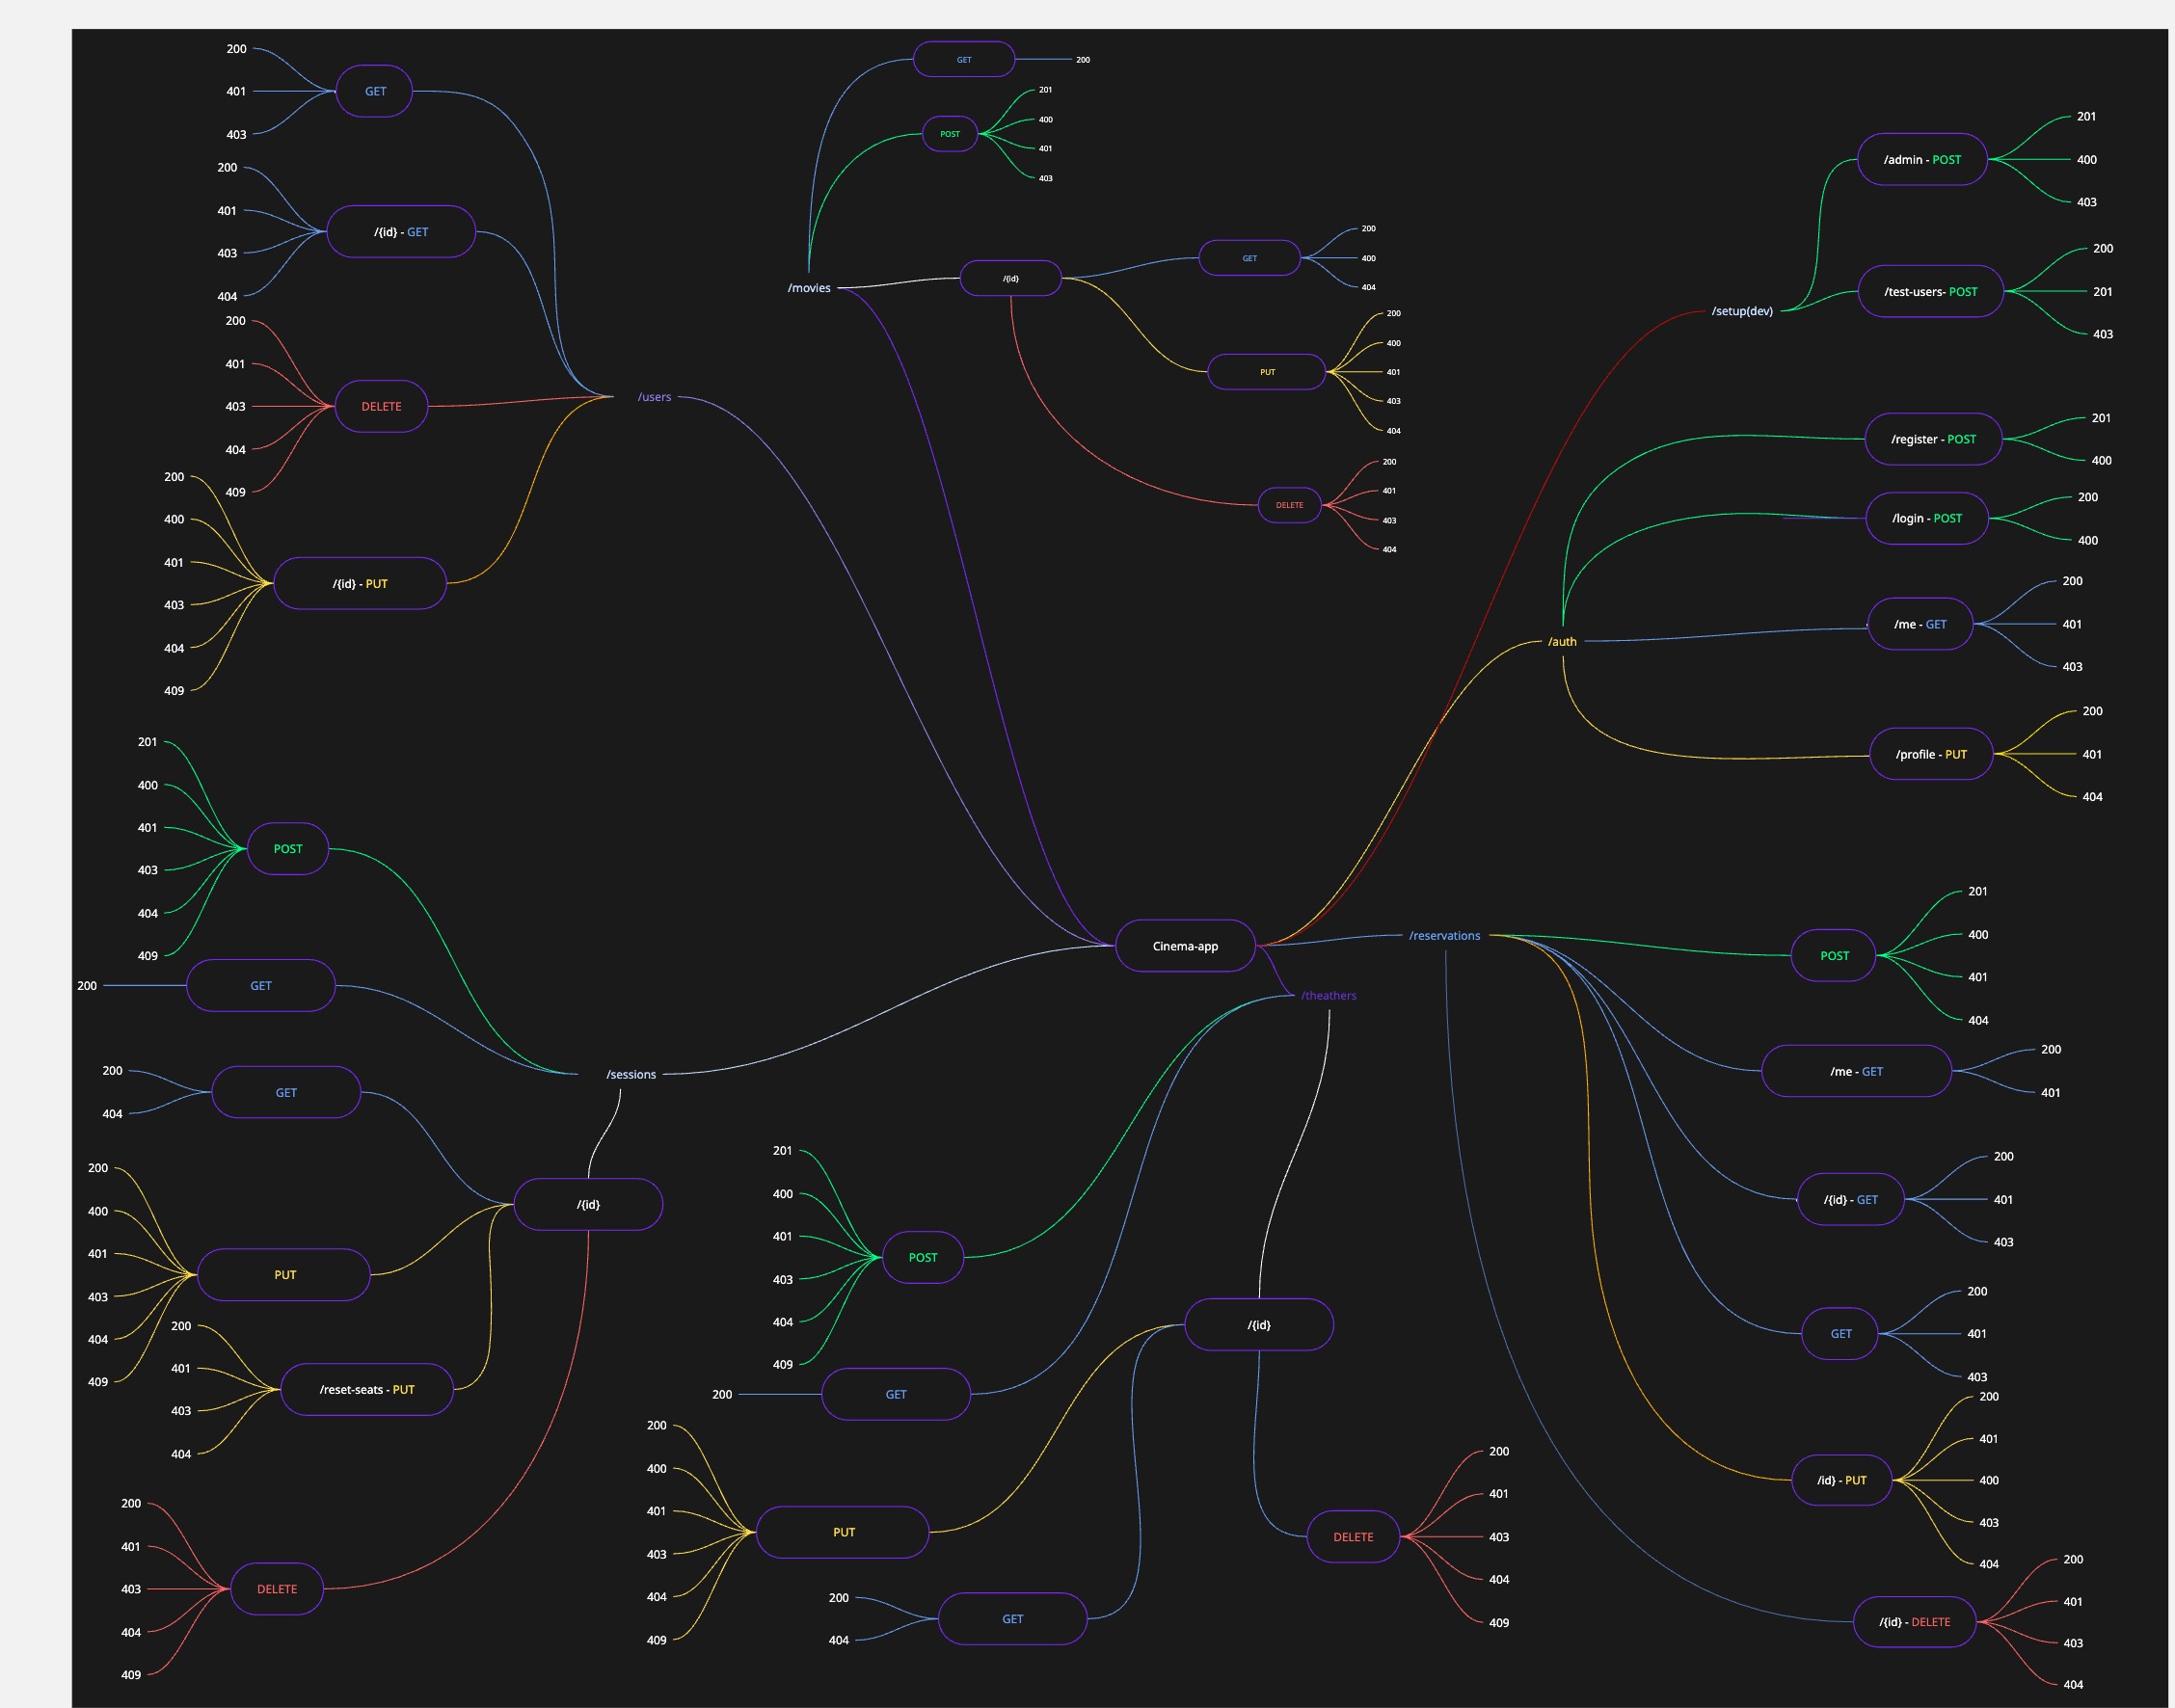 Cinema-app
/users
GET
200
401
403
/{id} - GET
200
401
403
404
DELETE
200
401
403
404
409
/{id} - PUT
200
400
401
403
404
409
/movies
GET
200
POST
201
400
401
403
/{id}
GET
200
400
404
PUT
200
400
401
403
404
DELETE
200
401
403
404
/setup(dev)
/admin - POST
201
400
403
/test-users- POST
200
201
403
/auth
/register - POST
201
400
/login - POST
200
400
/me - GET
200
401
403
/profile - PUT
200
401
404
/sessions
POST
201
400
401
403
404
409
GET
200
/{id}
GET
200
404
PUT
200
400
401
403
404
409
/reset-seats - PUT
200
401
403
404
DELETE
200
401
403
404
409
/theathers
POST
201
400
401
403
404
409
GET
200
/{id}
PUT
200
400
401
403
404
409
GET
200
404
DELETE
200
401
403
404
409
/reservations
POST
201
400
401
404
/me - GET
200
401
/{id} - GET
200
401
403
GET
200
401
403
/id} - PUT
200
401
400
403
404
/{id} - DELETE
200
401
403
404